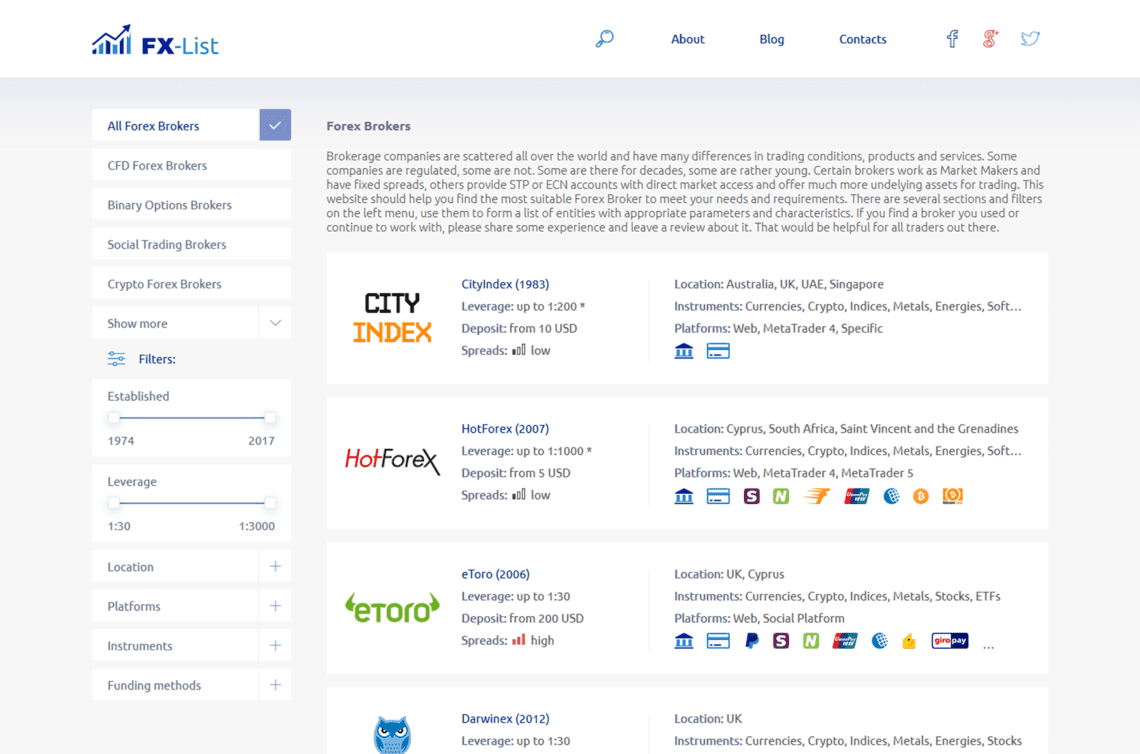 FX-List
About
Blog
Contacts
All Forex Brokers
CFD Forex Brokers
Binary Options Brokers
Social Trading Brokers
Crypto Forex Brokers
Show more
Filters:
Established
1974 2017
Leverage
1:30 1:3000
Location
Platforms
Instruments
Funding methods
Forex Brokers
Brokerage companies are scattered all over the world and have many differences in trading conditions, products and services. Some
companies are regulated, some are not. Some are there for decades, some are rather young. Certain brokers work as Market Makers and
have fixed spreads, others provide STP or ECN accounts with direct market access and offer much more undelying assets for trading. This
website should help you find the most suitable Forex Broker to meet your needs and requirements. There are several sections and filters
on the left menu, use them to form a list of entities with appropriate parameters and characteristics. If you find a broker you used or
continue to work with, please share some experience and leave a review about it. That would be helpful for all traders out there.
CITY
INDEX
CityIndex (1983)
Leverage: up to 1:200 *
Deposit: from 10 USD
Spreads: low
Location: Australia, UK, UAE, Singapore
Instruments: Currencies, Crypto, Indices, Metals, Energies, Soft...
Platforms: Web, MetaTrader 4, Specific
HotForex
HotForex (2007)
Leverage: up to 1:1000 *
Deposit: from 5 USD
Spreads: low
Location: Cyprus, South Africa, Saint Vincent and the Grenadines
Instruments: Currencies, Crypto, Indices, Metals, Energies, Soft...
Platforms: Web, MetaTrader 4, MetaTrader 5
eToro
eToro (2006)
Leverage: up to 1:30
Deposit: from 200 USD
Spreads: high
Location: UK, Cyprus
Instruments: Currencies, Crypto, Indices, Metals, Stocks, ETFs
Platforms: Web, Social Platform
giropay
...
Darwinex (2012)
Leverage: up to 1:30
Location: UK
Instruments: Currencies, Crypto, Indices, Metals, Energies, Stocks